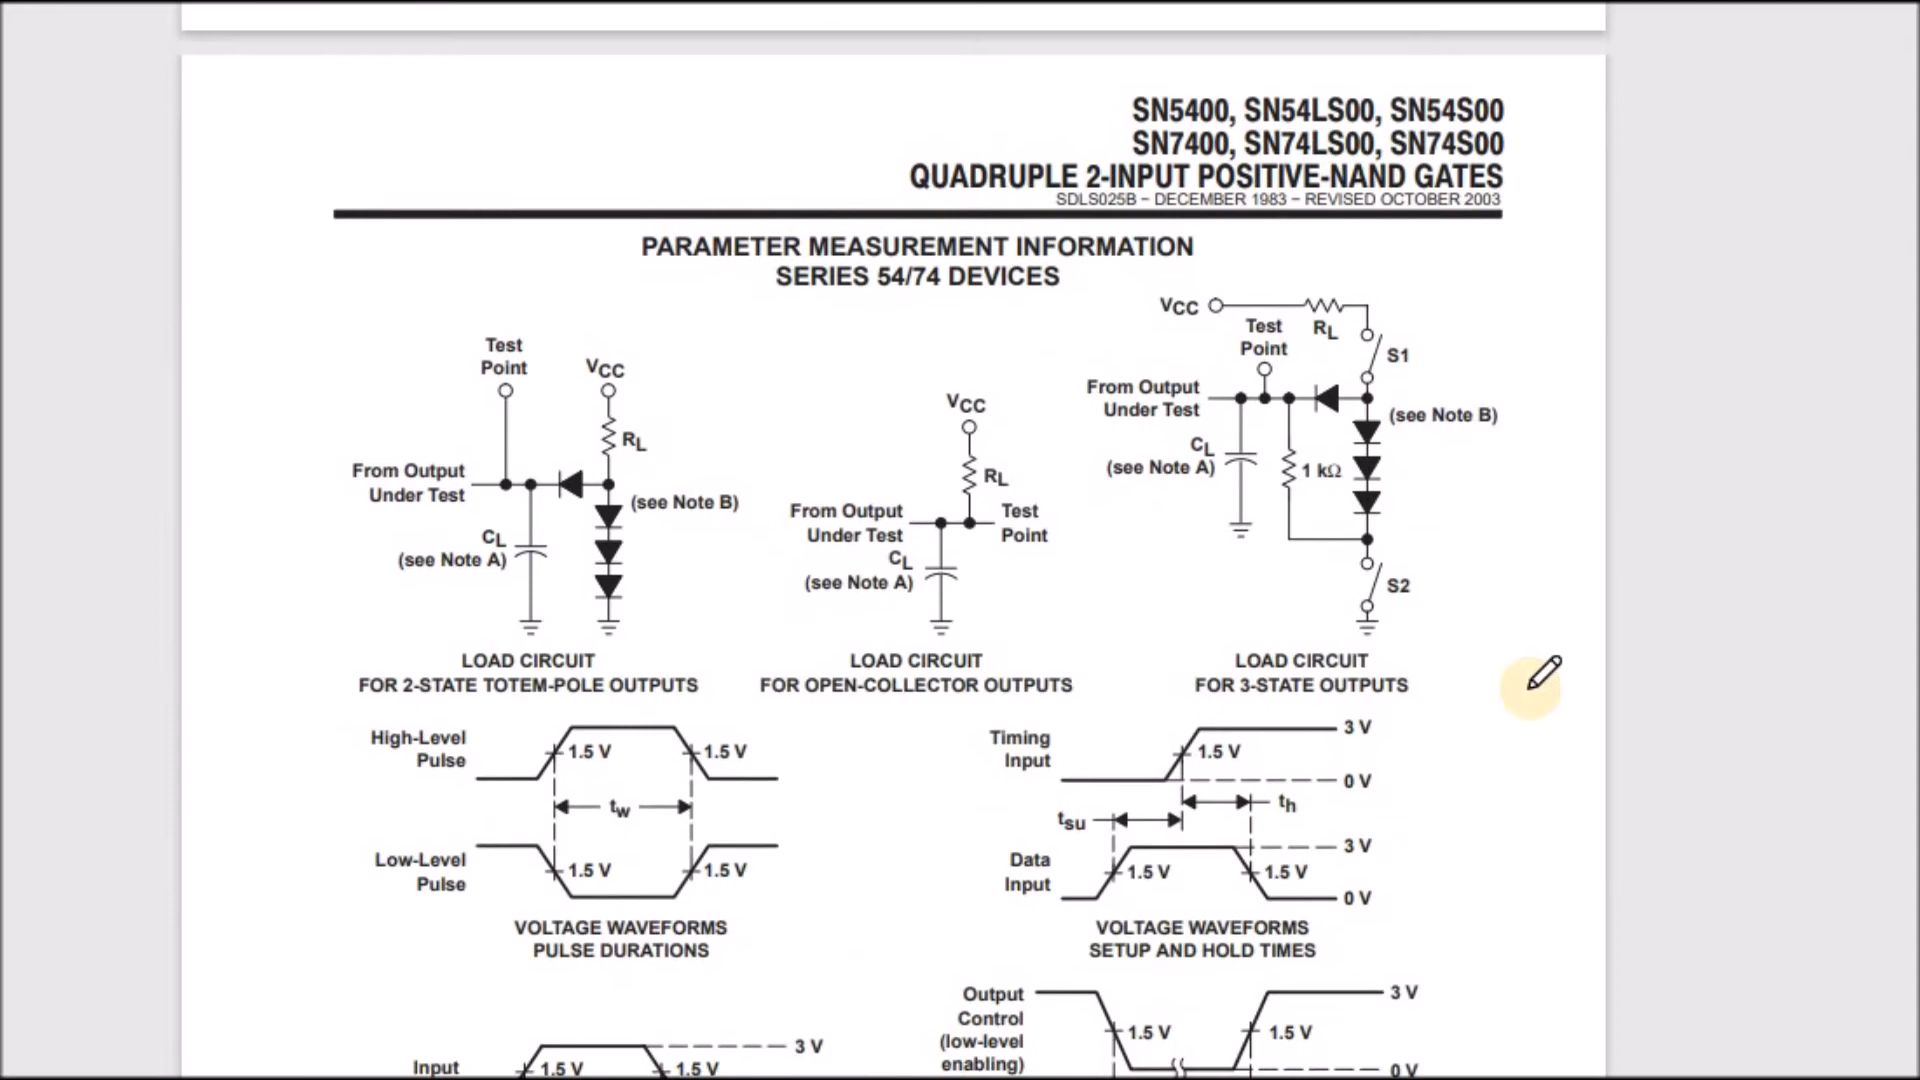 SN5400, SN54LS00, SN54S00
SN7400, SN74LS00, SN74S00
QUADRUPLE 2-INPUT POSITIVE-NAND GATES
SDLS025B − DECEMBER 1983 − REVISED OCTOBER 2003
PARAMETER MEASUREMENT INFORMATION
SERIES 54/74 DEVICES
Test
Point
VCC
RL
From Output
Under Test
(see Note B)
CL
(see Note A)
LOAD CIRCUIT
FOR 2-STATE TOTEM-POLE OUTPUTS
VCC
RL
From Output
Under Test
Test
Point
CL
(see Note A)
LOAD CIRCUIT
FOR OPEN-COLLECTOR OUTPUTS
VCC
RL
Test
Point
S1
From Output
Under Test
(see Note B)
CL
(see Note A)
1 kΩ
S2
LOAD CIRCUIT
FOR 3-STATE OUTPUTS
High-Level
Pulse
1.5 V
1.5 V
tw
Low-Level
Pulse
1.5 V
1.5 V
VOLTAGE WAVEFORMS
PULSE DURATIONS
Timing
Input
1.5 V
3 V
0 V
th
tsu
Data
Input
1.5 V
1.5 V
3 V
0 V
VOLTAGE WAVEFORMS
SETUP AND HOLD TIMES
Input
1.5 V
1.5 V
3 V
Output
Control
(low-level
enabling)
1.5 V
1.5 V
3 V
0 V